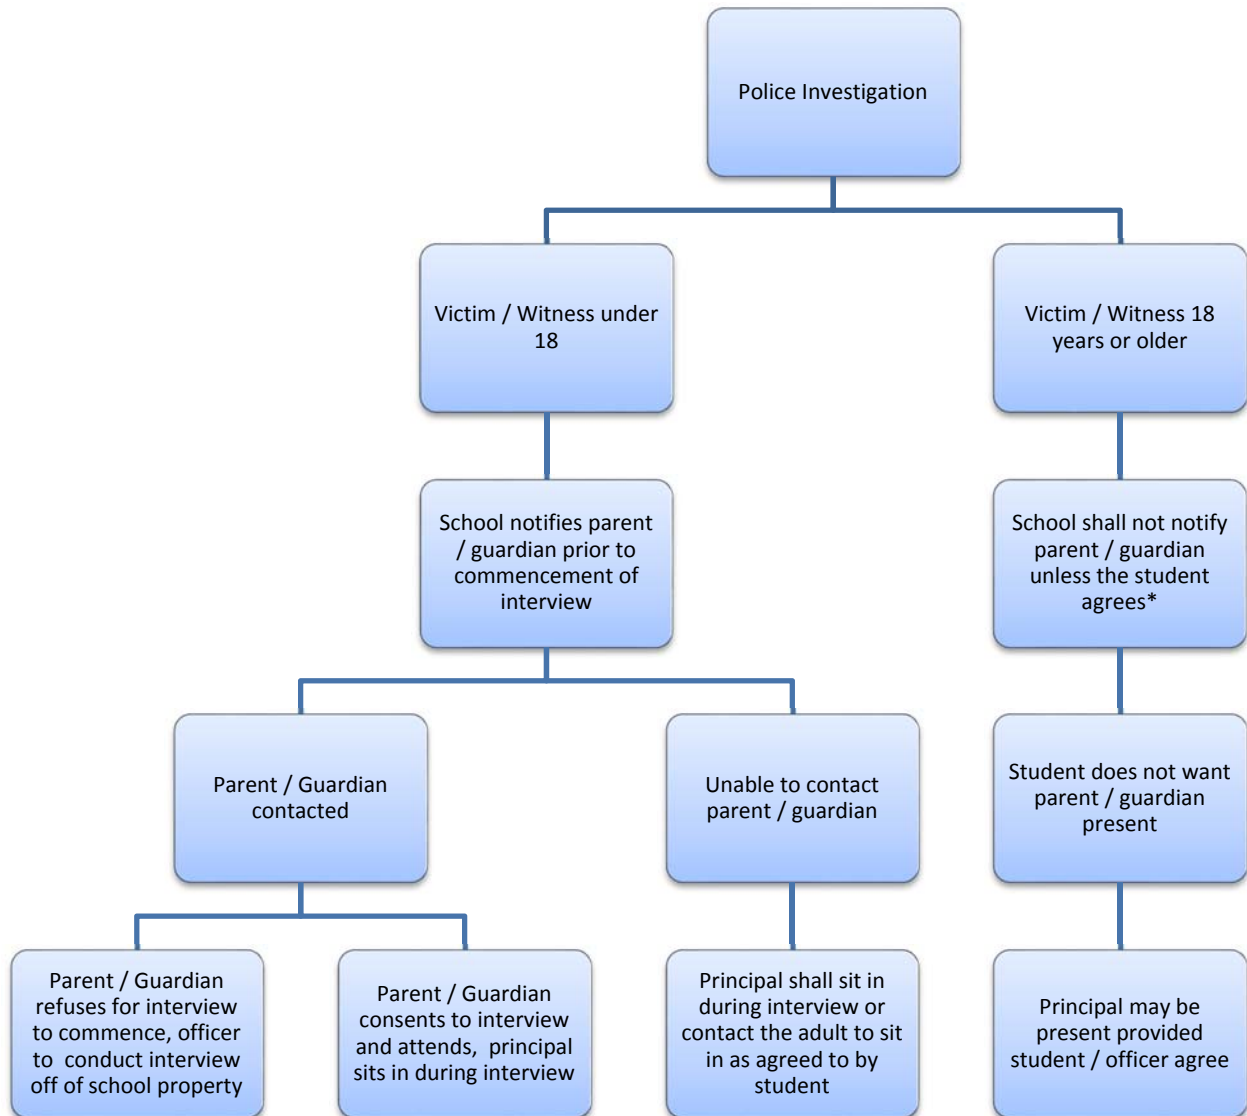 Police Investigation
Victim / Witness under
18
Victim / Witness 18
years or older
School notifies parent
/ guardian prior to
commencement of
interview
School shall not notify
parent / guardian
unless the student
agrees*
Parent / Guardian
contacted
Unable to contact
parent / guardian
Student does not want
parent / guardian
present
Parent / Guardian
refuses for interview
to commence, officer
to conduct interview
off of school property
Parent / Guardian
consents to interview
and attends, principal
sits in during interview
Principal shall sit in
during interview or
contact the adult to sit
in as agreed to by
student
Principal may be
present provided
student / officer agree